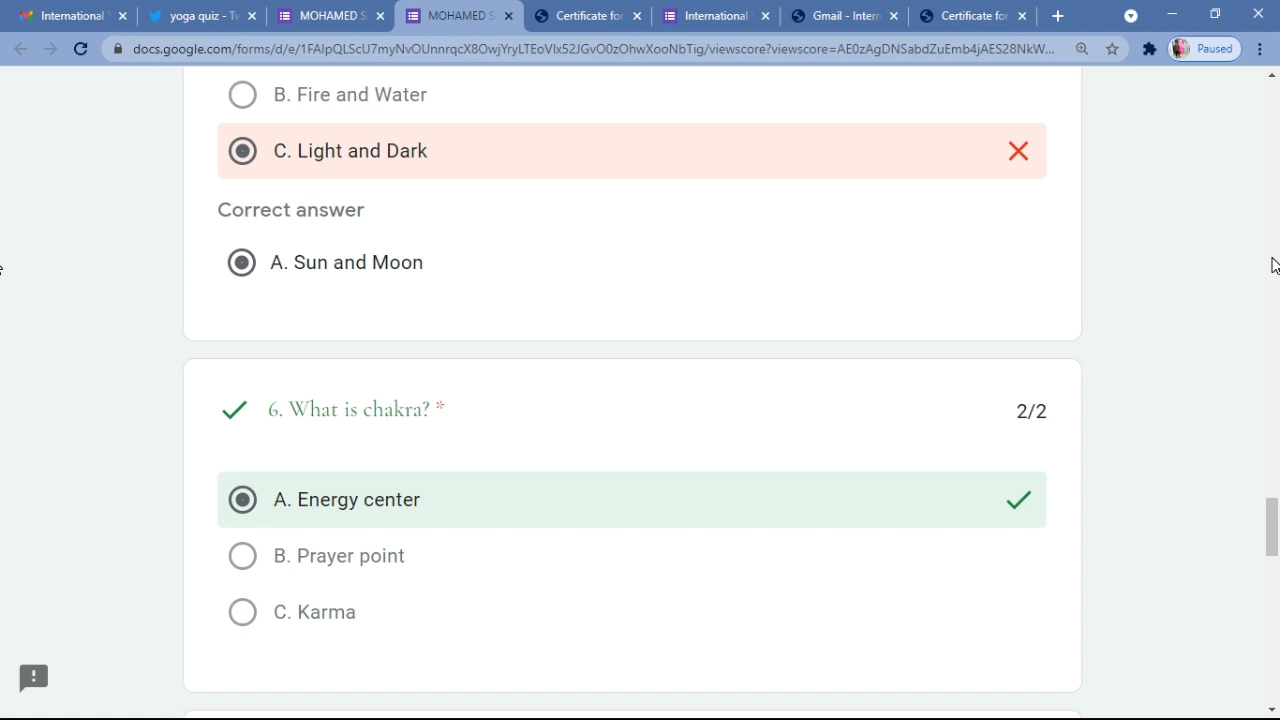 International
yoga quiz - Tw
MOHAMED S
MOHAMED S
Certificate for
International
Gmail - Intern
Certificate for
docs.google.com/forms/d/e/1FAIpQLScU7myNvOUnnrqcX8OwjYryLTEoVlx52JGvO0zOhwXooNbTig/viewscore?viewscore=AE0zAgDNSabdZuEmb4jAES28NkW...
Paused
B. Fire and Water
C. Light and Dark
Correct answer
A. Sun and Moon
6. What is chakra? *
2/2
A. Energy center
B. Prayer point
C. Karma